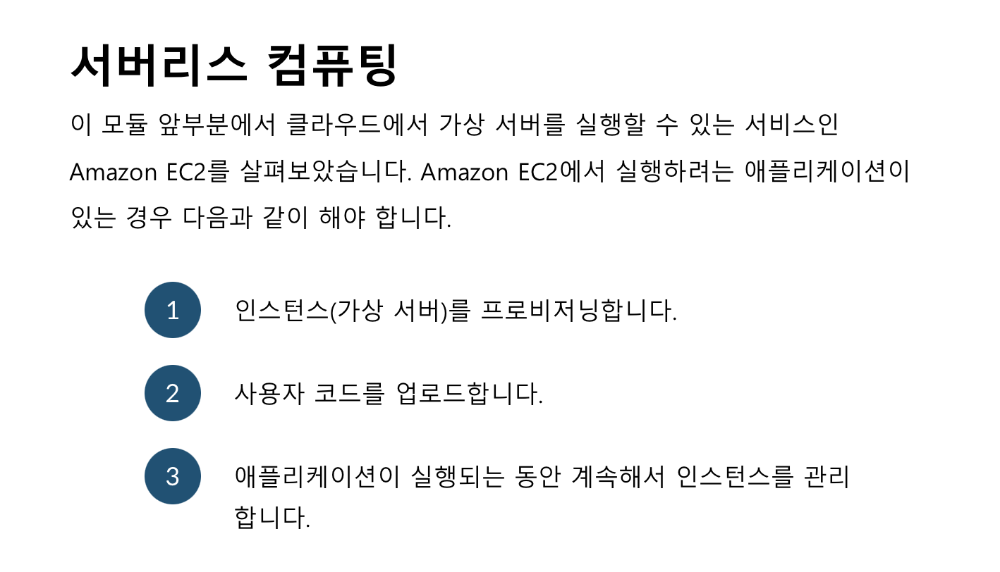 서버리스 컴퓨팅
이 모듈 앞부분에서 클라우드에서 가상 서버를 실행할 수 있는 서비스인
Amazon EC2를 살펴보았습니다. Amazon EC2에서 실행하려는 애플리케이션이
있는 경우 다음과 같이 해야 합니다.
1 인스턴스(가상 서버)를 프로비저닝합니다.
2 사용자 코드를 업로드합니다.
3 애플리케이션이 실행되는 동안 계속해서 인스턴스를 관리
합니다.